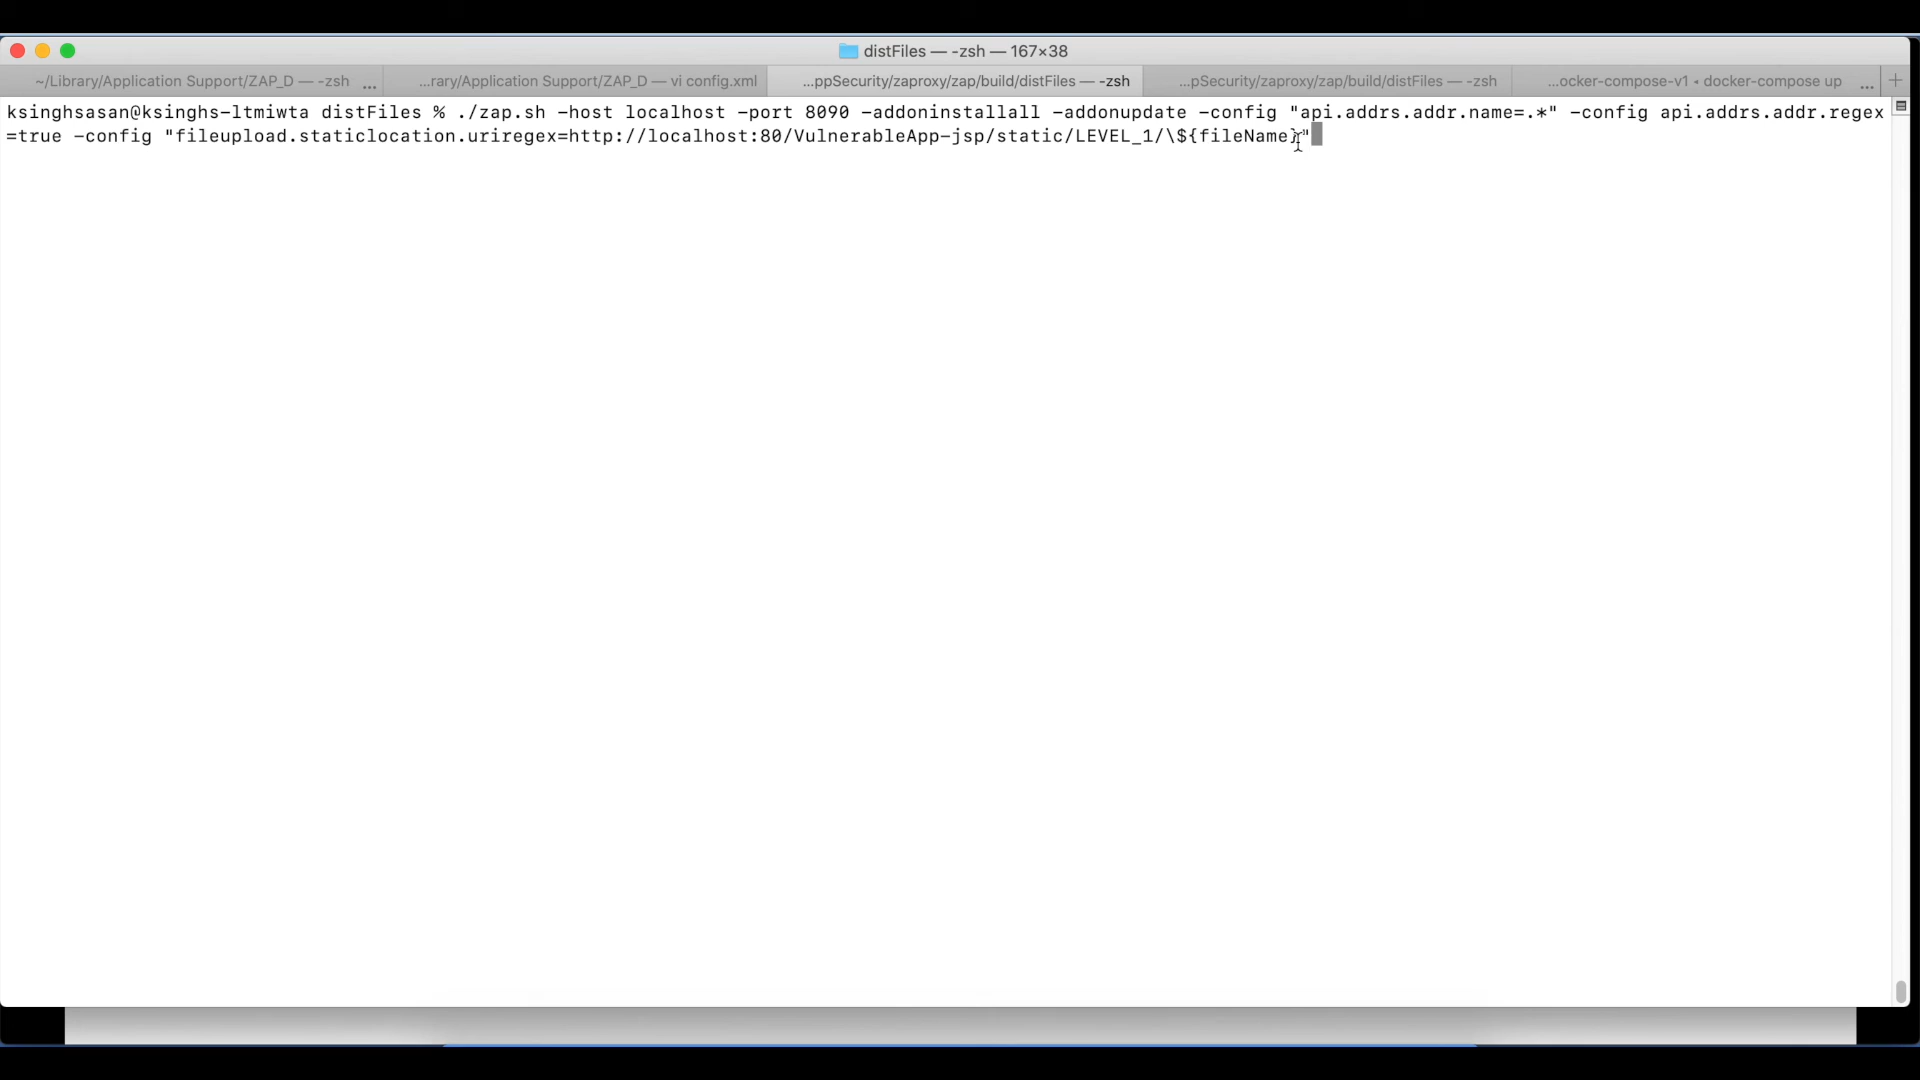 distFiles — -zsh — 167×38
~/Library/Application Support/ZAP_D — -zsh ... ...rary/Application Support/ZAP_D — vi config.xml ...ppSecurity/zaproxy/zap/build/distFiles — -zsh ...pSecurity/zaproxy/zap/build/distFiles — -zsh ...ocker-compose-v1 ◂ docker-compose up ... +
ksinghsasan@ksinghs-ltmiwta distFiles % ./zap.sh -host localhost -port 8090 -addoninstallall -addonupdate -config "api.addrs.addr.name=.*" -config api.addrs.addr.regex
=true -config "fileupload.staticlocation.uriregex=http://localhost:80/VulnerableApp-jsp/static/LEVEL_1/\${fileName}"